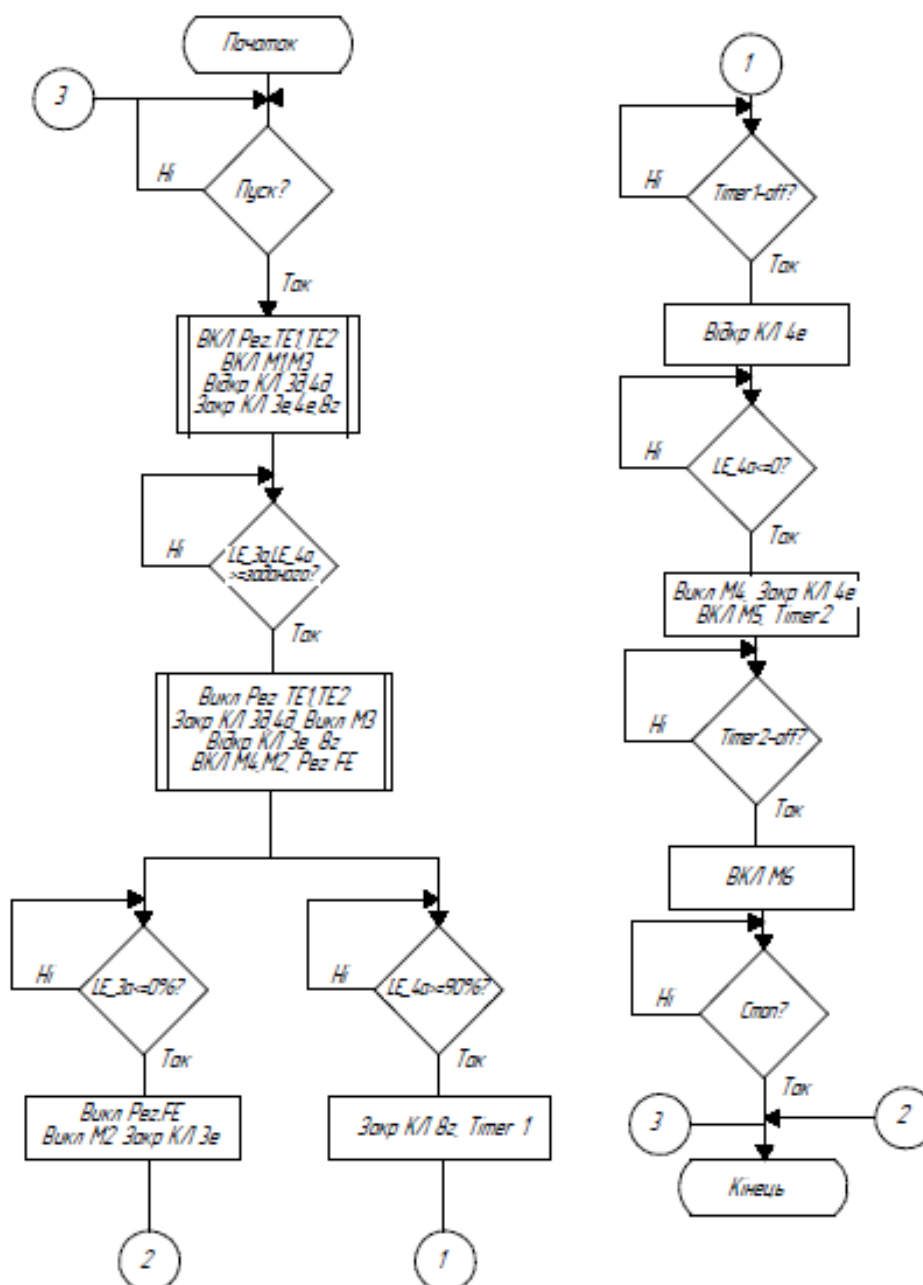 Початок
3
Ні
Пуск?
Так
ВКЛ Рег.ТЕ1,ТЕ2
ВКЛ М1,М3
Відкр КЛ 3д,4д,
Закр КЛ 3е,4е,8г
Ні
LE_3а,LE_4а
>=заданого?
Так
Викл Рег ТЕ1,ТЕ2
Закр КЛ 3д,4д, Викл М3
Відкр КЛ 3е, 8г
ВКЛ М4,М2, Рег FE
Ні
LE_3а<=0%?
Так
Викл Рег.FE
Викл М2 Закр КЛ 3е
2
Ні
LE_4а>=90%?
Так
Закр КЛ 8г, Timer 1
1
1
Ні
Timer1-off?
Так
Відкр КЛ 4е
Ні
LE_4а<=0?
Так
Викл М4, Закр КЛ 4е
ВКЛ М5, Timer2
Ні
Timer2-off?
Так
ВКЛ М6
Ні
Стоп?
Так
3
2
Кінець